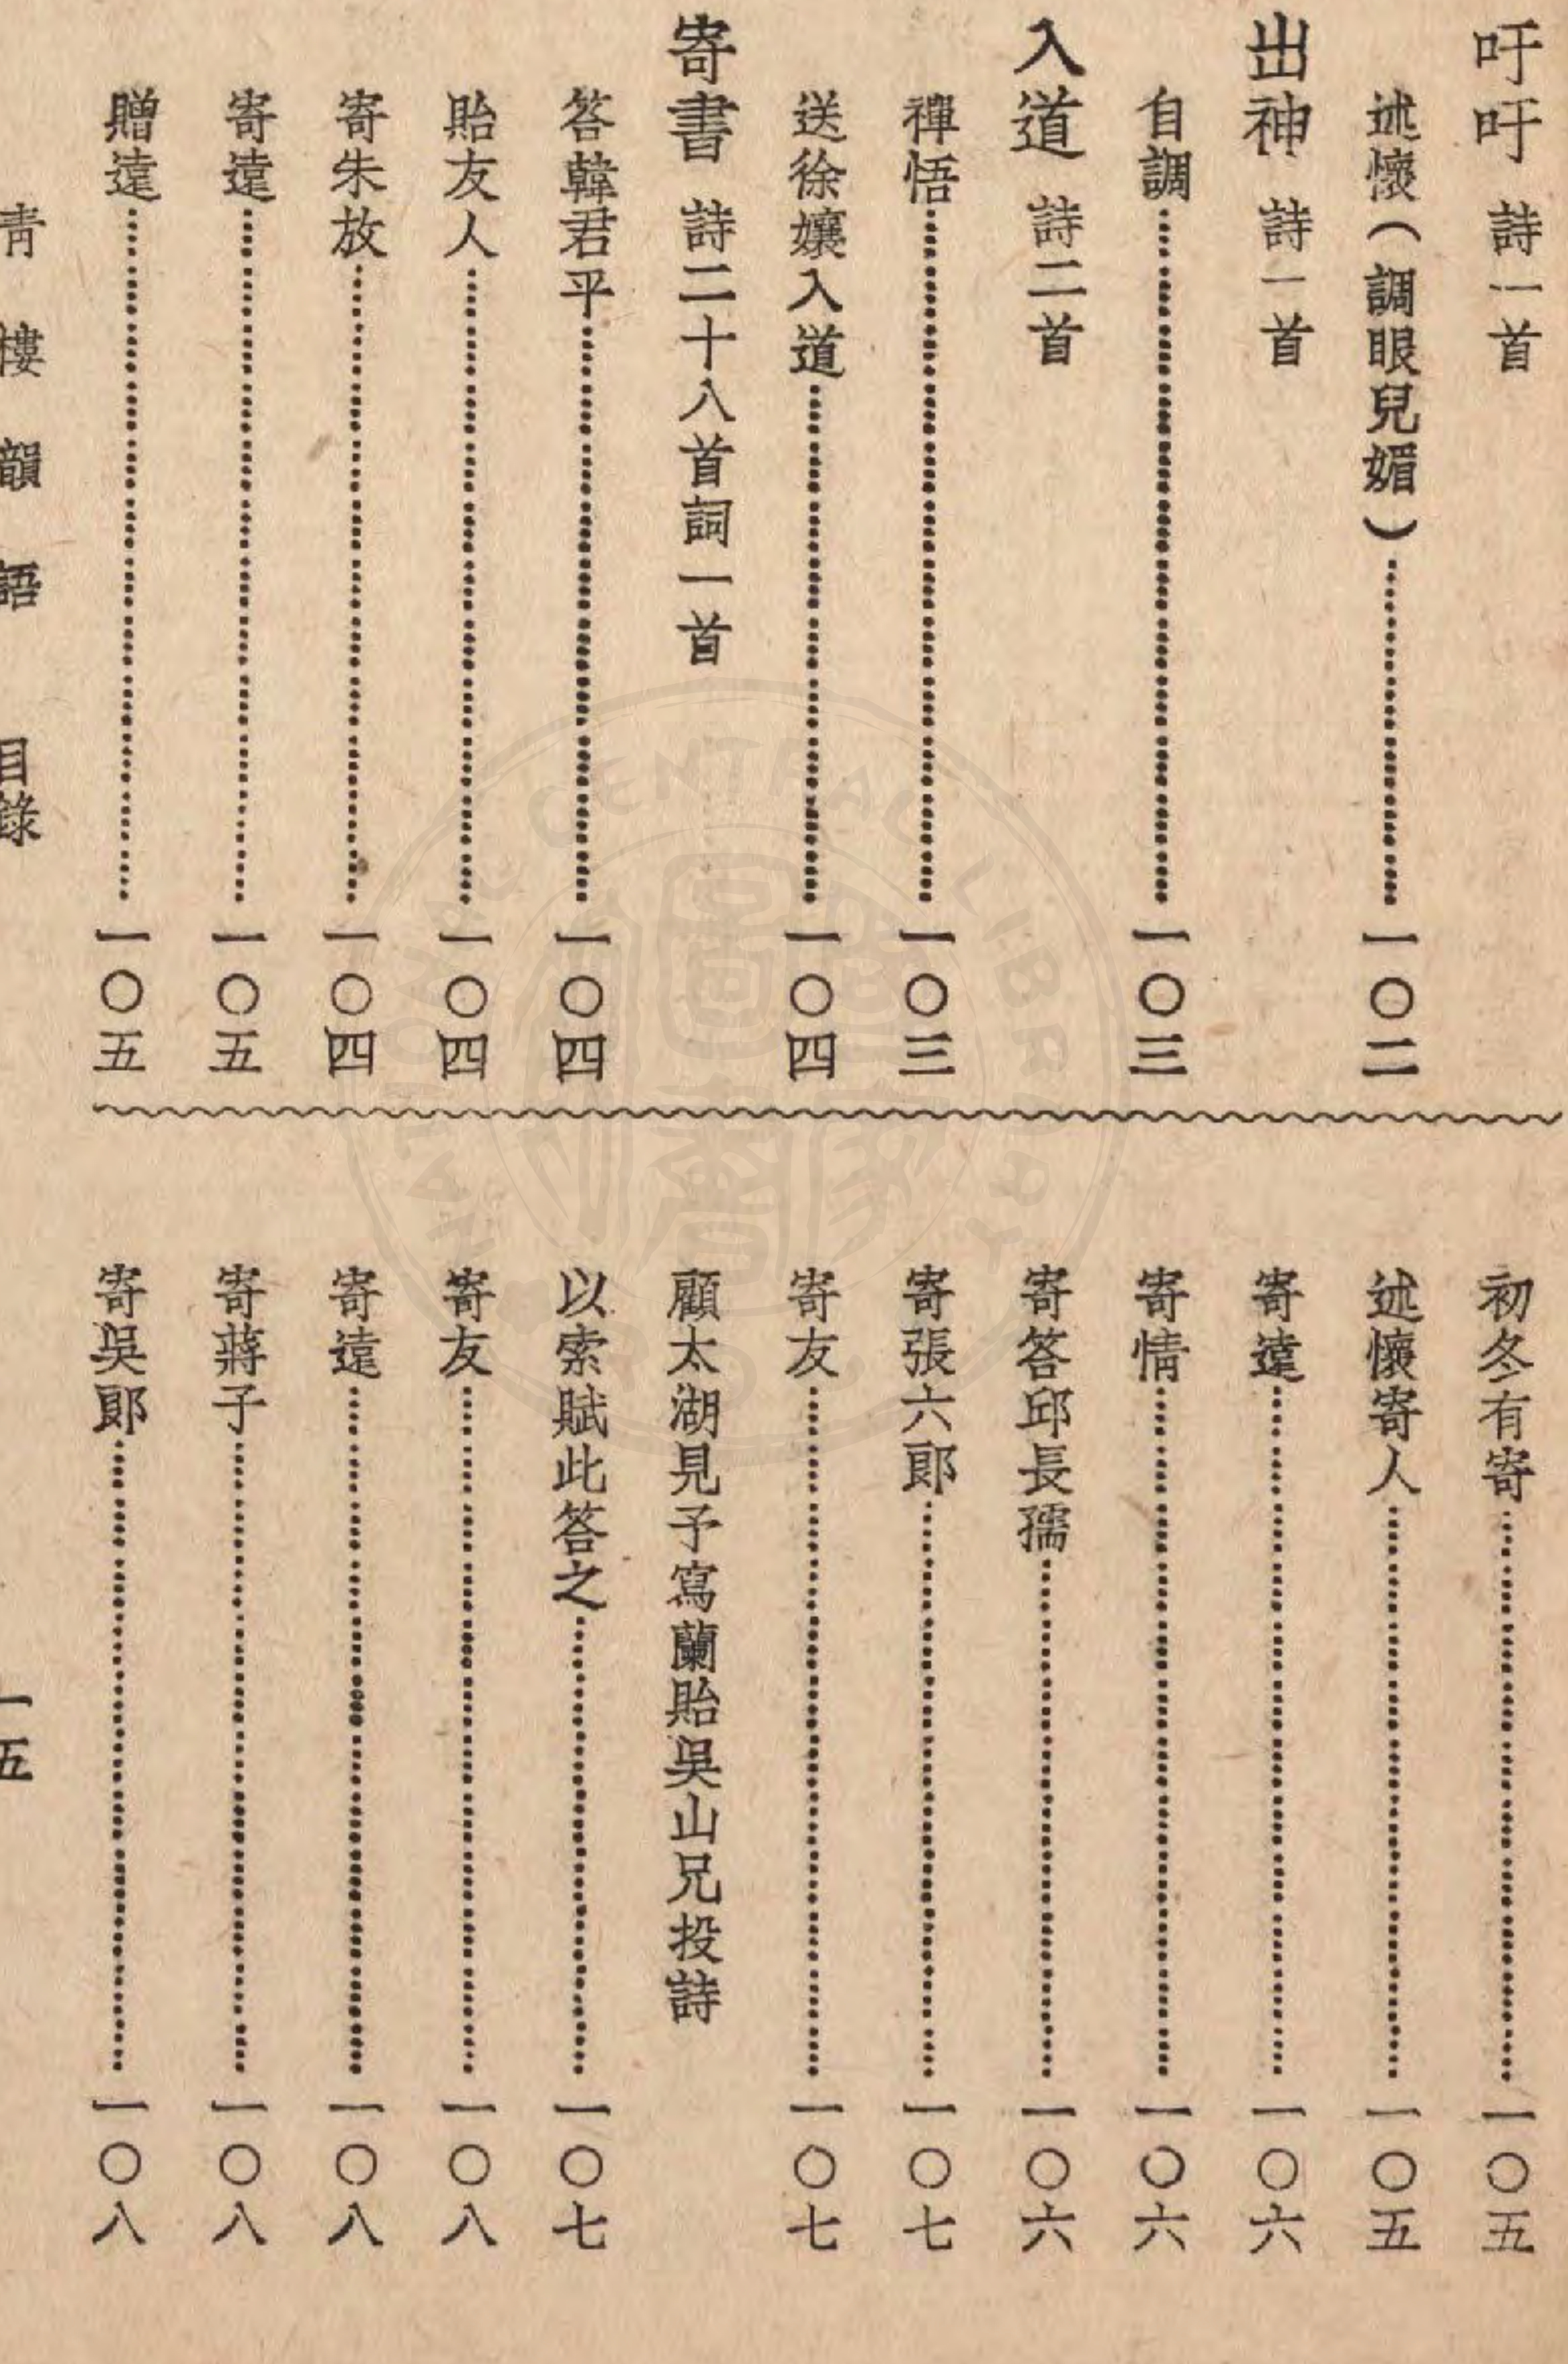 吁吁 詩一首
述懷（調眼兒媚）……一〇二
出神 詩一首
自調……一〇三
入道 詩二首
禪悟……一〇三
送徐孃入道……一〇四
寄書 詩二十八首詞一首
答韓君平……一〇四
貽友人……一〇四
寄朱放……一〇四
寄遠……一〇五
贈遠……一〇五
初冬有寄……一〇五
述懷寄人……一〇五
寄遠……一〇六
寄情……一〇六
寄答邱長孺……一〇六
寄張六郎……一〇七
寄友……一〇七
顧太湖見予寫蘭貽吳山兄投詩
以索賦此答之……一〇七
寄友……一〇八
寄遠……一〇八
寄蔣子……一〇八
寄吳郎……一〇八
青樓韻語 目錄 一五
NATIONAL CENTRAL LIBRARY